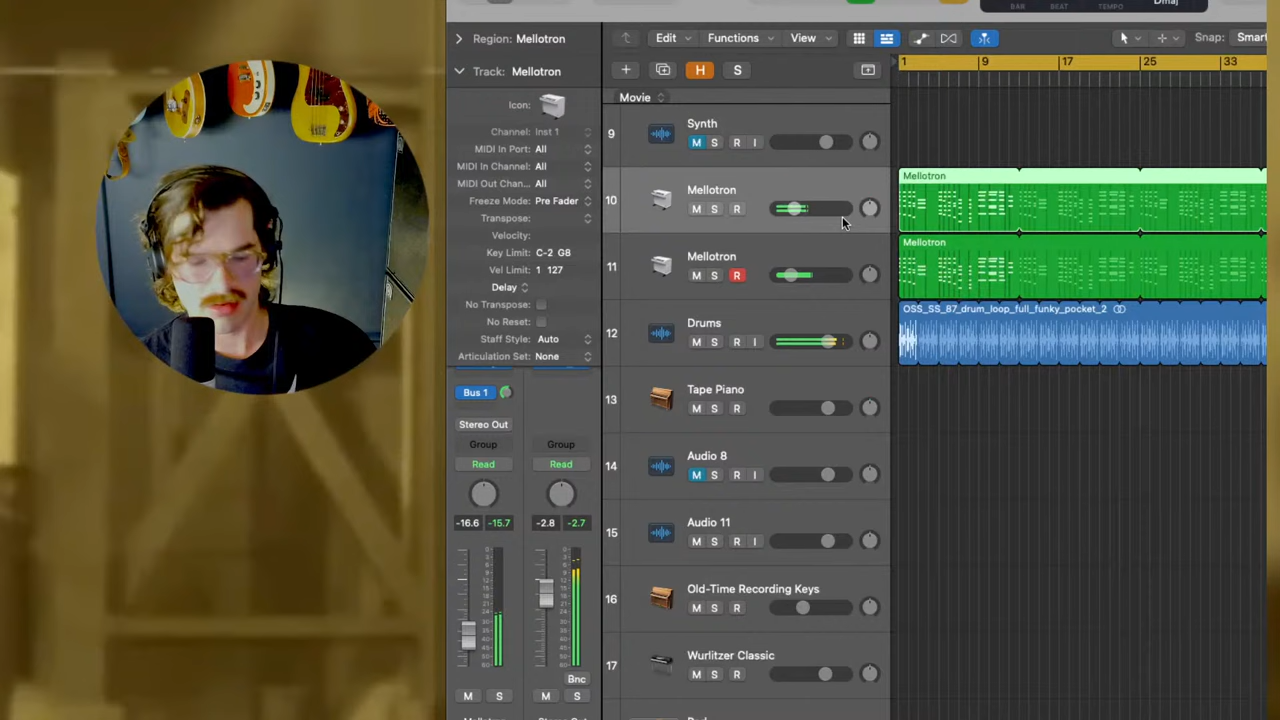 BAR BEAT TEMPO Dmaj
Region: Mellotron
Edit Functions View Snap: Smart
Track: Mellotron
H S
1 9 17 25 33
Icon:
Movie
Channel: Inst 1
MIDI In Port: All
MIDI In Channel: All
MIDI Out Chan... All
Freeze Mode: Pre Fader
Transpose:
Velocity:
Key Limit: C-2 G8
Vel Limit: 1 127
Delay
No Transpose:
No Reset:
Staff Style: Auto
Articulation Set: None
Bus 1
Stereo Out
Group Group
Read Read
-16.6 -15.7 -2.8 -2.7
Bnc
M S M S
9 Synth
M S R I
10 Mellotron
M S R
11 Mellotron
M S R
12 Drums
M S R I
13 Tape Piano
M S R
14 Audio 8
M S R I
15 Audio 11
M S R I
16 Old-Time Recording Keys
M S R
17 Wurlitzer Classic
M S R
Mellotron
Mellotron
OSS_SS_87_drum_loop_full_funky_pocket_2